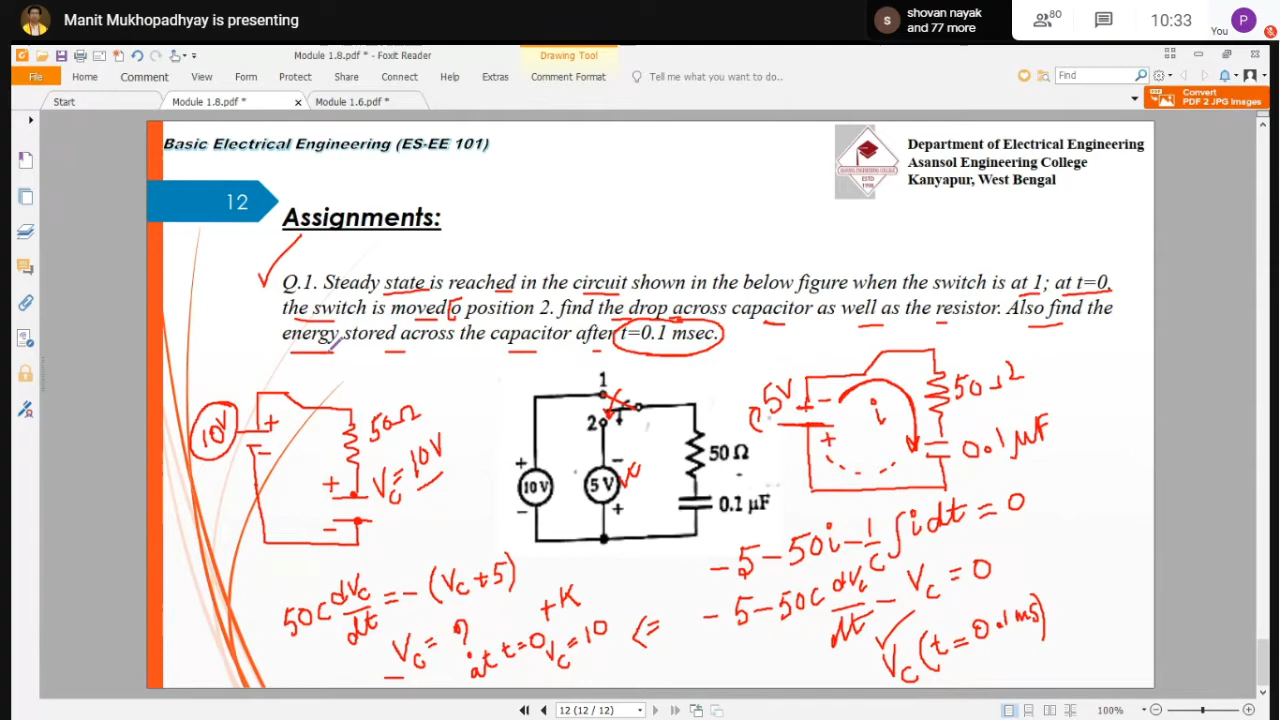 Manit Mukhopadhyay is presenting
s
shovan nayak
and 77 more
80
10:33
You
P
Module 1.8.pdf * - Foxit Reader
Drawing Tool
File
Home
Comment
View
Form
Protect
Share
Connect
Help
Extras
Comment Format
Tell me what you want to do...
Find
Start
Module 1.8.pdf *
Module 1.6.pdf *
Convert
PDF 2 JPG Images
Basic Electrical Engineering (ES-EE 101)
Department of Electrical Engineering
Asansol Engineering College
Kanyapur, West Bengal
12
Assignments:
Q.1. Steady state is reached in the circuit shown in the below figure when the switch is at 1; at t=0,
the switch is moved o position 2. find the drop across capacitor as well as the resistor. Also find the
energy stored across the capacitor after t=0.1 msec.
10V
+
−
50Ω
+
−
Vc = 10V
1
2
+
10 V
−
−
5 V
+
50 Ω
0.1 μF
5V
−
+
i
50Ω
0.1 μF
-5-50i-1/C ∫idt = 0
-5-50C dVc/dt - Vc = 0
<=
50C dVc/dt = -(Vc+5)
Vc = ? +K
at t=0 Vc=10
Vc (t=0.1ms)
12 (12 / 12)
100%